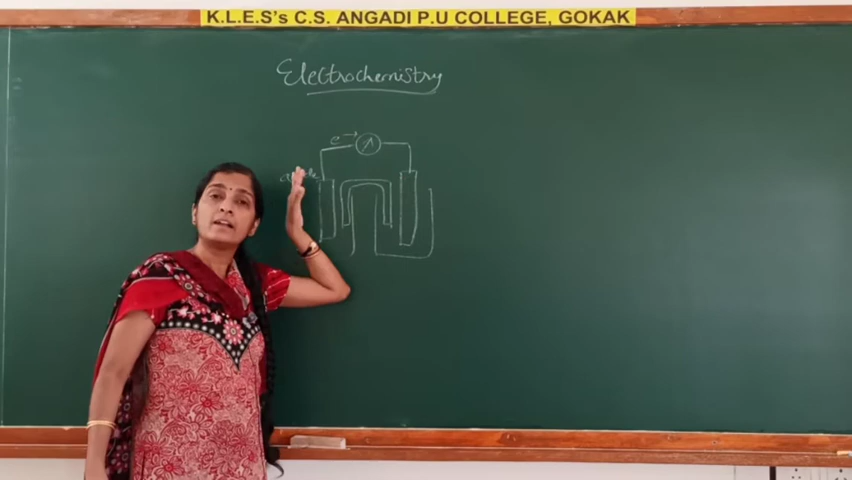 K.L.E.S's C.S. ANGADI P.U COLLEGE, GOKAK
Electrochemistry
e⁻→